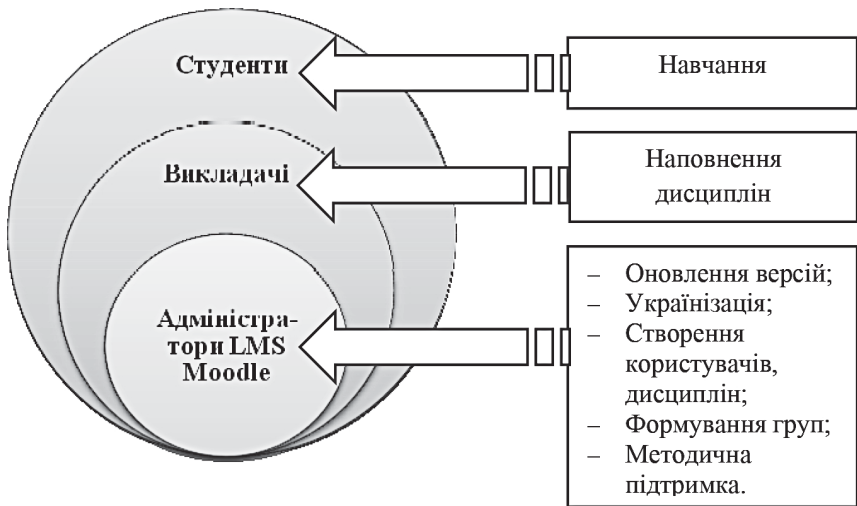 Студенти
Навчання
Викладачі
Наповнення
дисциплін
Адміністра-
тори LMS
Moodle
– Оновлення версій;
– Українізація;
– Створення
користувачів,
дисциплін;
– Формування груп;
– Методична
підтримка.